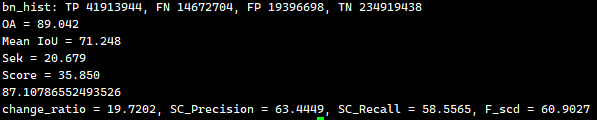 bn_hist: TP 41913944, FN 14672704, FP 19396698, TN 234919438
OA = 89.042
Mean IoU = 71.248
Sek = 20.679
Score = 35.850
87.10786552493526
change_ratio = 19.7202, SC_Precision = 63.4449, SC_Recall = 58.5565, F_scd = 60.9027